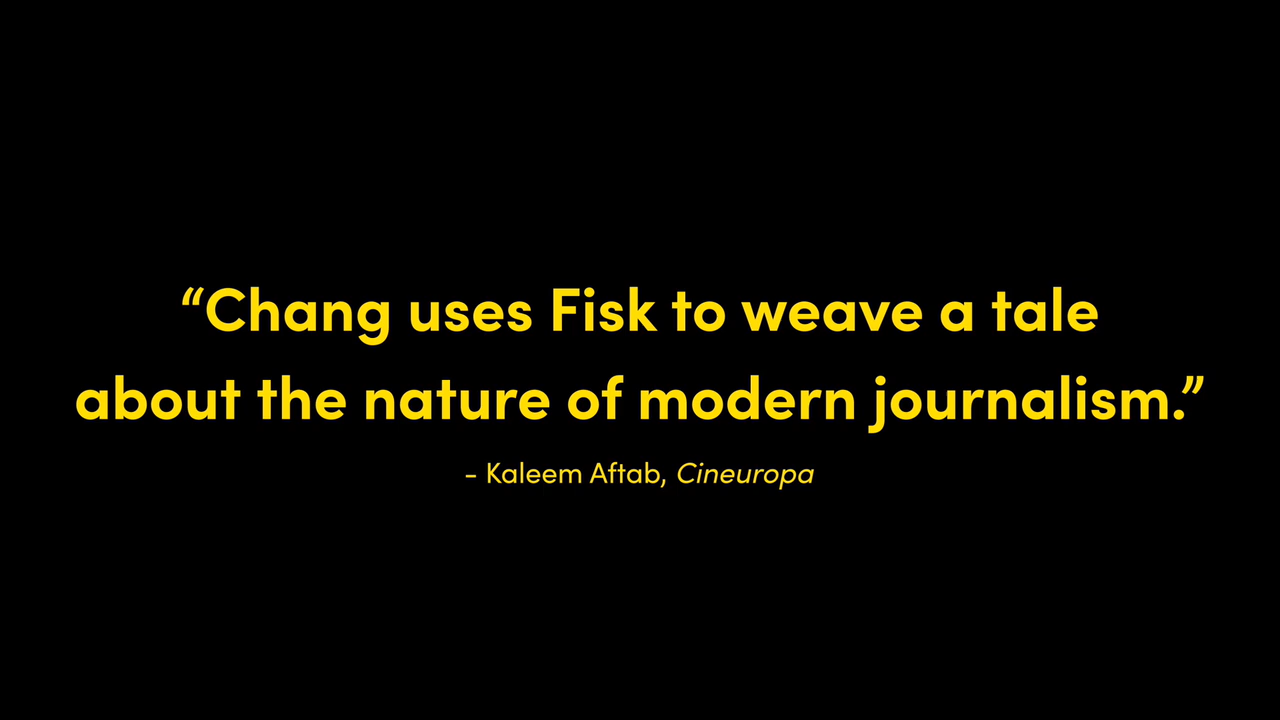 “Chang uses Fisk to weave a tale
about the nature of modern journalism.”
- Kaleem Aftab, Cineuropa